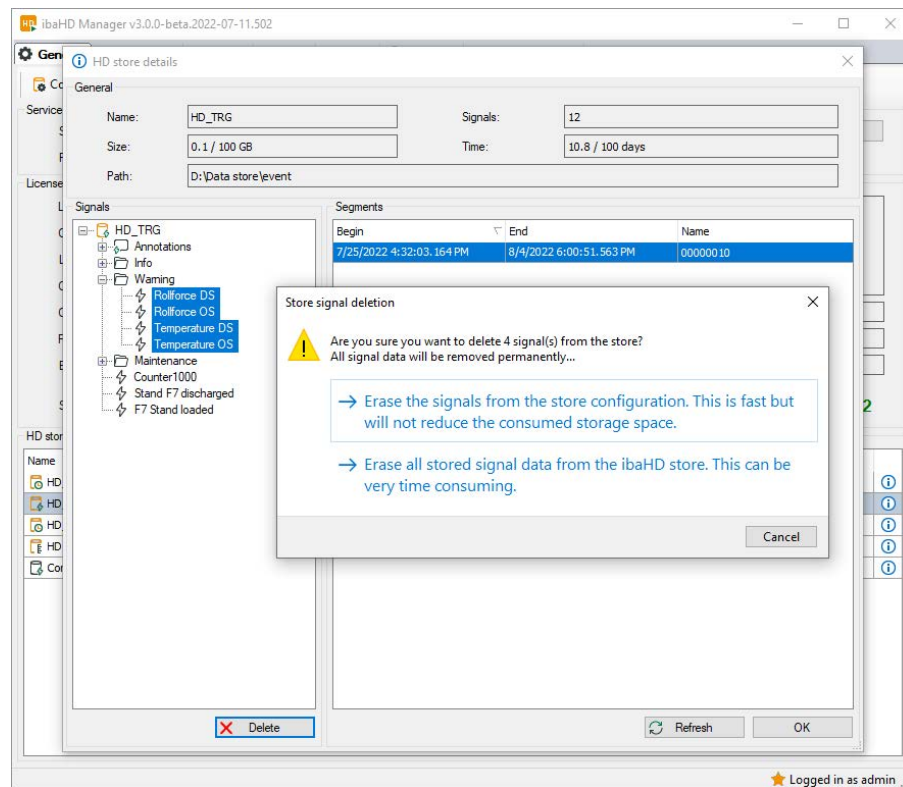 ibaHD Manager v3.0.0-beta.2022-07-11.502
HD store details
General
Name:
HD_TRG
Signals:
12
Size:
0.1 / 100 GB
Time:
10.8 / 100 days
Path:
D:\Data store\event
Service
License
Signals
Segments
HD_TRG
Annotations
Info
Warning
Rollforce DS
Rollforce OS
Temperature DS
Temperature OS
Maintenance
Counter1000
Stand F7 discharged
F7 Stand loaded
Begin
End
Name
7/25/2022 4:32:03.164 PM
8/4/2022 6:00:51.563 PM
00000010
Store signal deletion
Are you sure you want to delete 4 signal(s) from the store?
All signal data will be removed permanently...
Erase the signals from the store configuration. This is fast but
will not reduce the consumed storage space.
Erase all stored signal data from the ibaHD store. This can be
very time consuming.
Cancel
2
Name
HD
HD
HD
HD
Delete
Refresh
OK
Logged in as admin